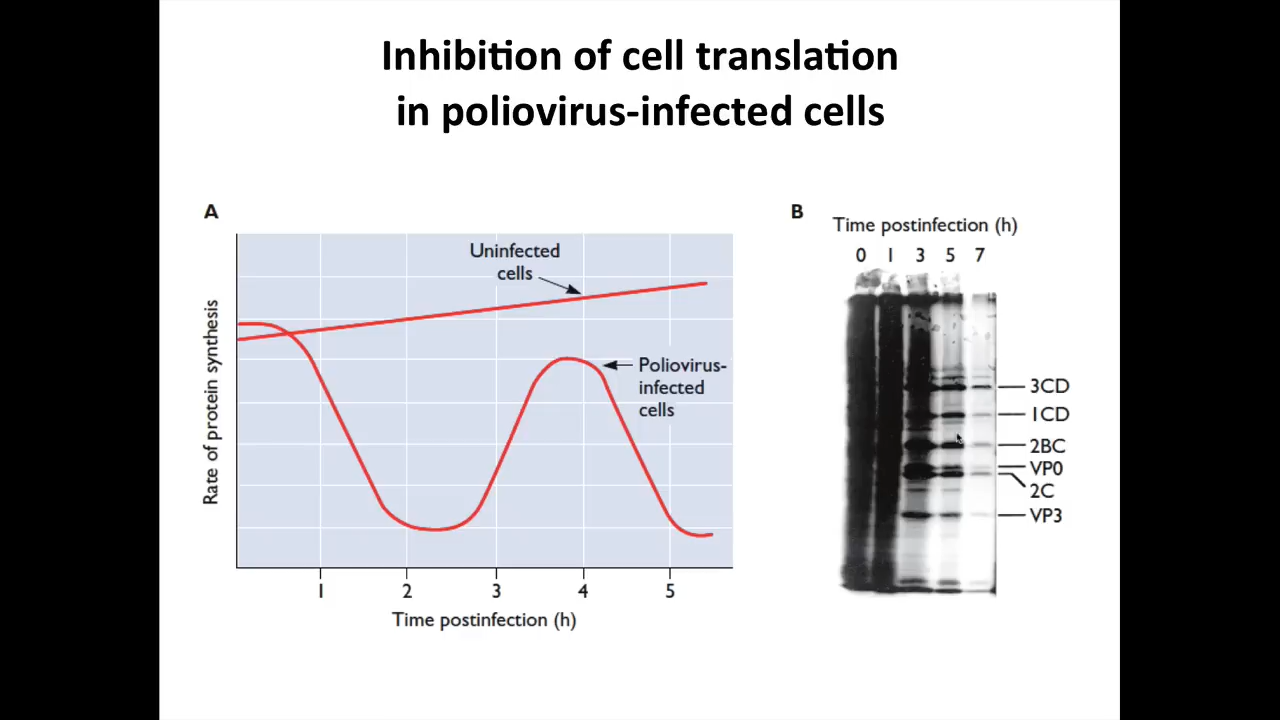 Inhibition of cell translation
in poliovirus-infected cells
A
Uninfected
cells
Poliovirus-
infected
cells
Rate of protein synthesis
1 2 3 4 5
Time postinfection (h)
B
Time postinfection (h)
0 1 3 5 7
3CD
1CD
2BC
VP0
2C
VP3